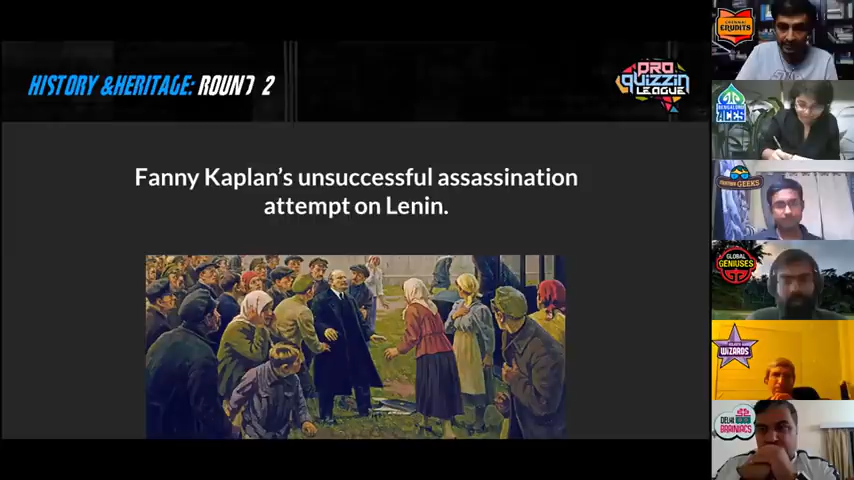 HISTORY &HERITAGE: ROUND 2
PRO
QUIZZIN
LEAGUE
Fanny Kaplan's unsuccessful assassination
attempt on Lenin.
ERUDITS
BENGALURU
ACES
GEEKS
GLOBAL
GENIUSES
WIZARDS
DELHI
BRAINIACS